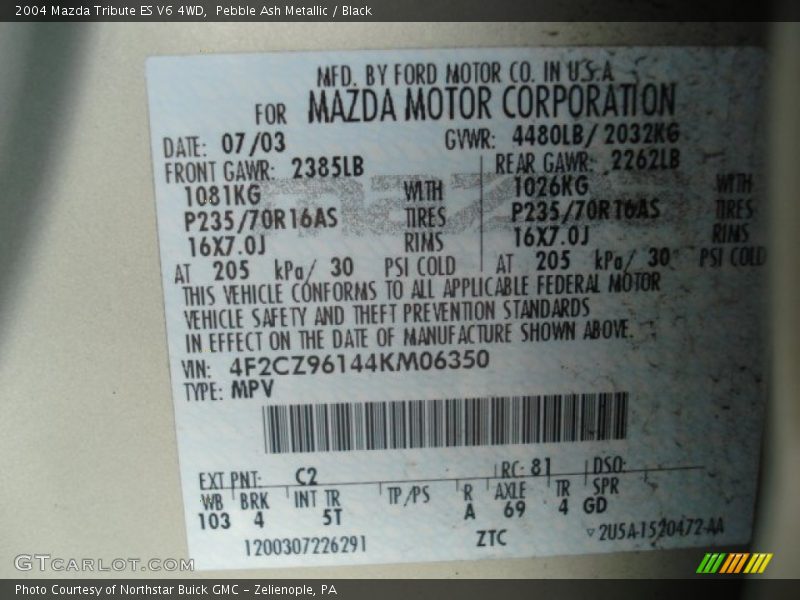 2004 Mazda Tribute ES V6 4WD,  Pebble Ash Metallic / Black
MFD. BY FORD MOTOR CO. IN U.S.A
FOR MAZDA MOTOR CORPORATION
DATE: 07/03 GVWR: 4480LB/ 2032KG
FRONT GAWR: 2385LB REAR GAWR: 2262LB
1081KG WITH 1026KG WITH
P235/70R16AS TIRES P235/70R16AS TIRES
16X7.0J RIMS 16X7.0J RIMS
AT 205 kPa/ 30 PSI COLD AT 205 kPa/ 30 PSI COLD
THIS VEHICLE CONFORMS TO ALL APPLICABLE FEDERAL MOTOR
VEHICLE SAFETY AND THEFT PREVENTION STANDARDS
IN EFFECT ON THE DATE OF MANUFACTURE SHOWN ABOVE.
VIN: 4F2CZ96144KM06350
TYPE: MPV
EXT PNT: C2 RC: 81 DSO:
WB BRK INT TR TP/PS R AXLE TR SPR
103 4 5T A 69 4 GD
1200307226291 ZTC ▽2U5A-1520472-AA
GTCARLOT.COM
Photo Courtesy of Northstar Buick GMC - Zelienople, PA